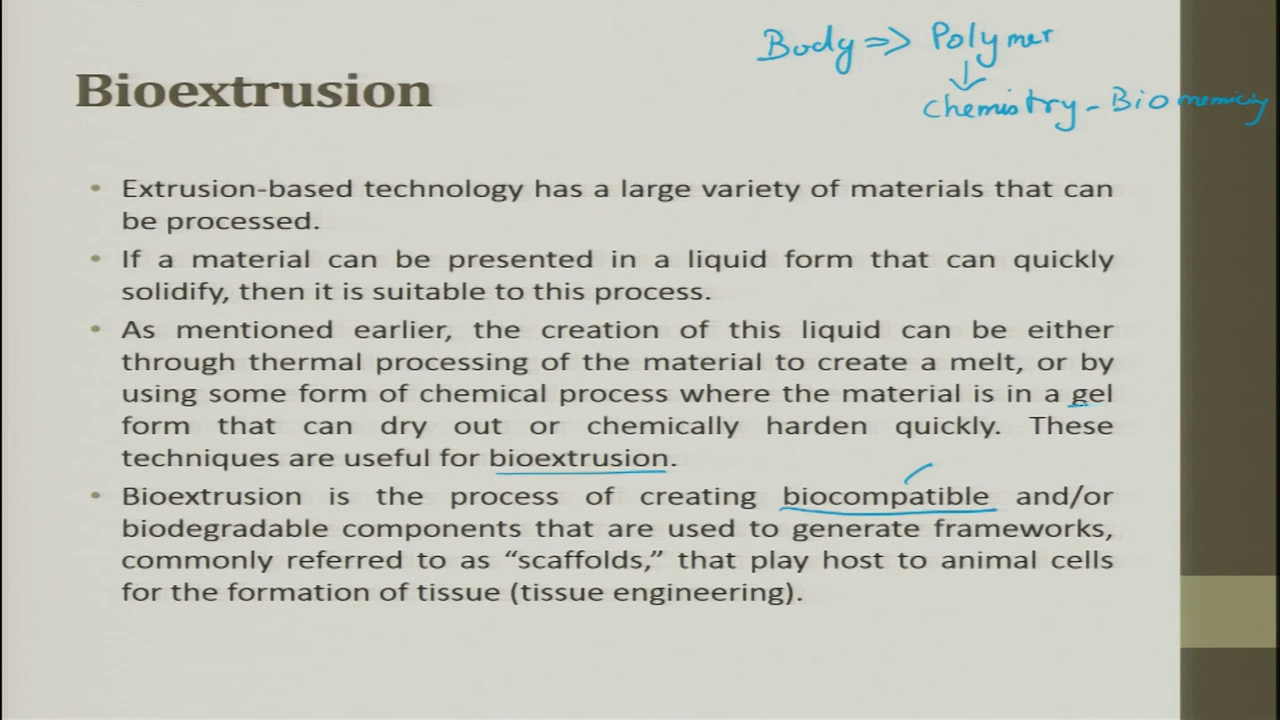 Body => Polymer
Chemistry - Biomemicing
Bioextrusion
• Extrusion-based technology has a large variety of materials that can
be processed.
• If a material can be presented in a liquid form that can quickly
solidify, then it is suitable to this process.
• As mentioned earlier, the creation of this liquid can be either
through thermal processing of the material to create a melt, or by
using some form of chemical process where the material is in a gel
form that can dry out or chemically harden quickly. These
techniques are useful for bioextrusion.
• Bioextrusion is the process of creating biocompatible and/or
biodegradable components that are used to generate frameworks,
commonly referred to as “scaffolds,” that play host to animal cells
for the formation of tissue (tissue engineering).